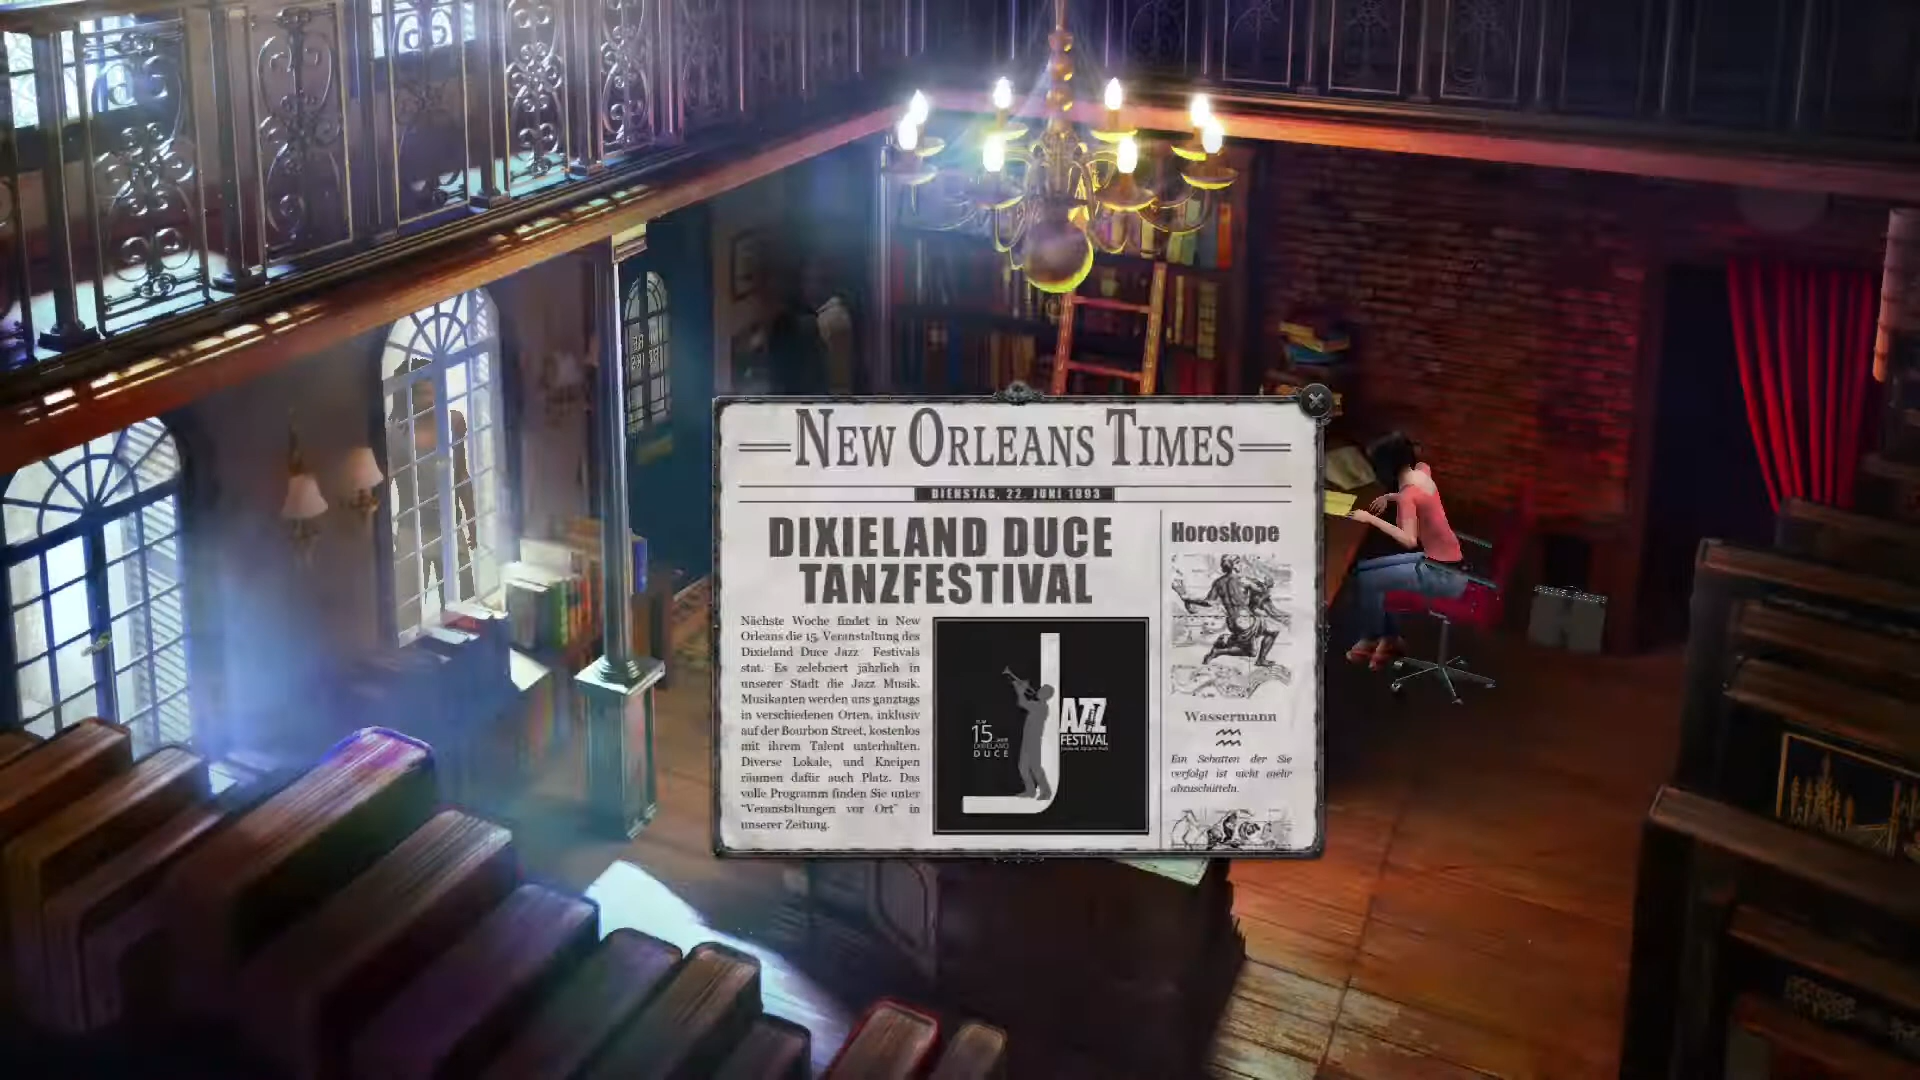 NEW ORLEANS TIMES
DIENSTAG, 22. JUNI 1993
DIXIELAND DUCE
TANZFESTIVAL
Nächste Woche findet in New
Orleans die 15. Veranstaltung des
Dixieland Duce Jazz Festivals
stat. Es zelebriert jährlich in
unserer Stadt die Jazz Musik.
Musikanten werden uns ganztags
in verschiedenen Orten, inklusiv
auf der Bourbon Street, kostenlos
mit ihrem Talent unterhalten.
Diverse Lokale, und Kneipen
räumen dafür auch Platz. Das
volle Programm finden Sie unter
"Veranstaltungen vor Ort" in
unserer Zeitung.
15
DIXIELAND
DUCE
JAZZ
FESTIVAL
Horoskope
Wassermann
Ein Schatten der Sie
verfolgt ist nicht mehr
abzuschütteln.